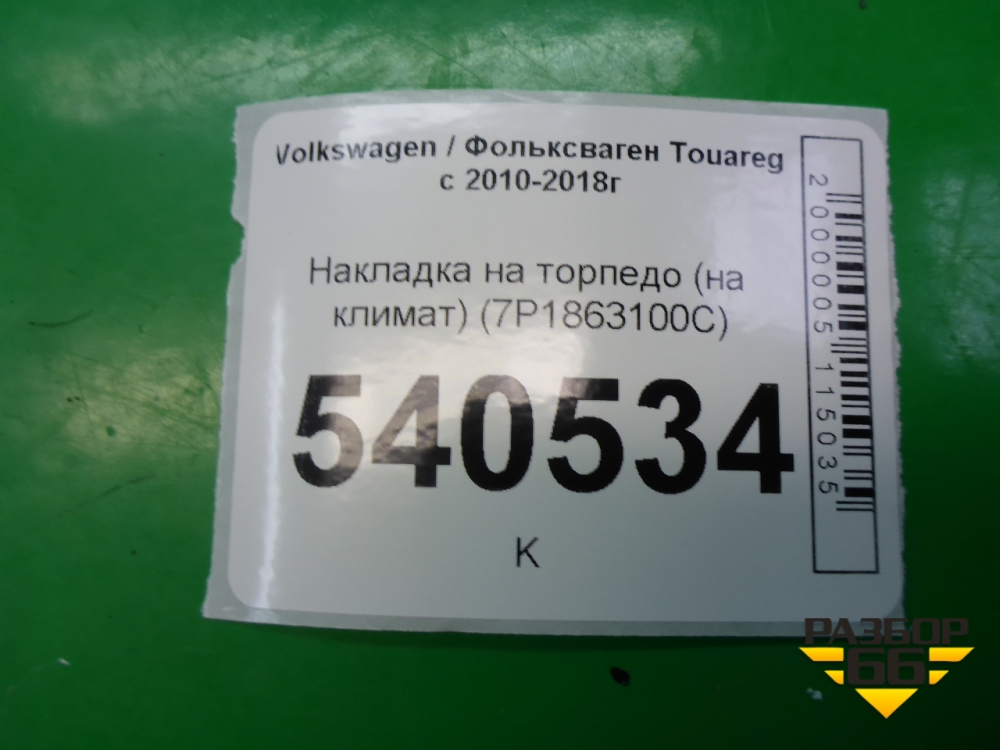 Volkswagen / Фольксваген Touareg
с 2010-2018г
Накладка на торпедо (на
климат) (7P1863100C)
540534
К
2000005115035
РАЗБОР
66